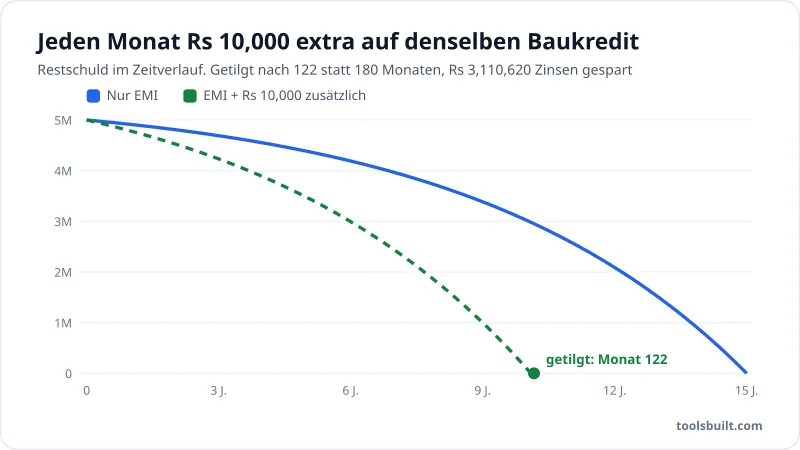 Jeden Monat Rs 10,000 extra auf denselben Baukredit
Restschuld im Zeitverlauf. Getilgt nach 122 statt 180 Monaten, Rs 3,110,620 Zinsen gespart
Nur EMI
EMI + Rs 10,000 zusätzlich
5M
4M
3M
2M
1M
0
getilgt: Monat 122
0
3 J.
6 J.
9 J.
12 J.
15 J.
toolsbuilt.com